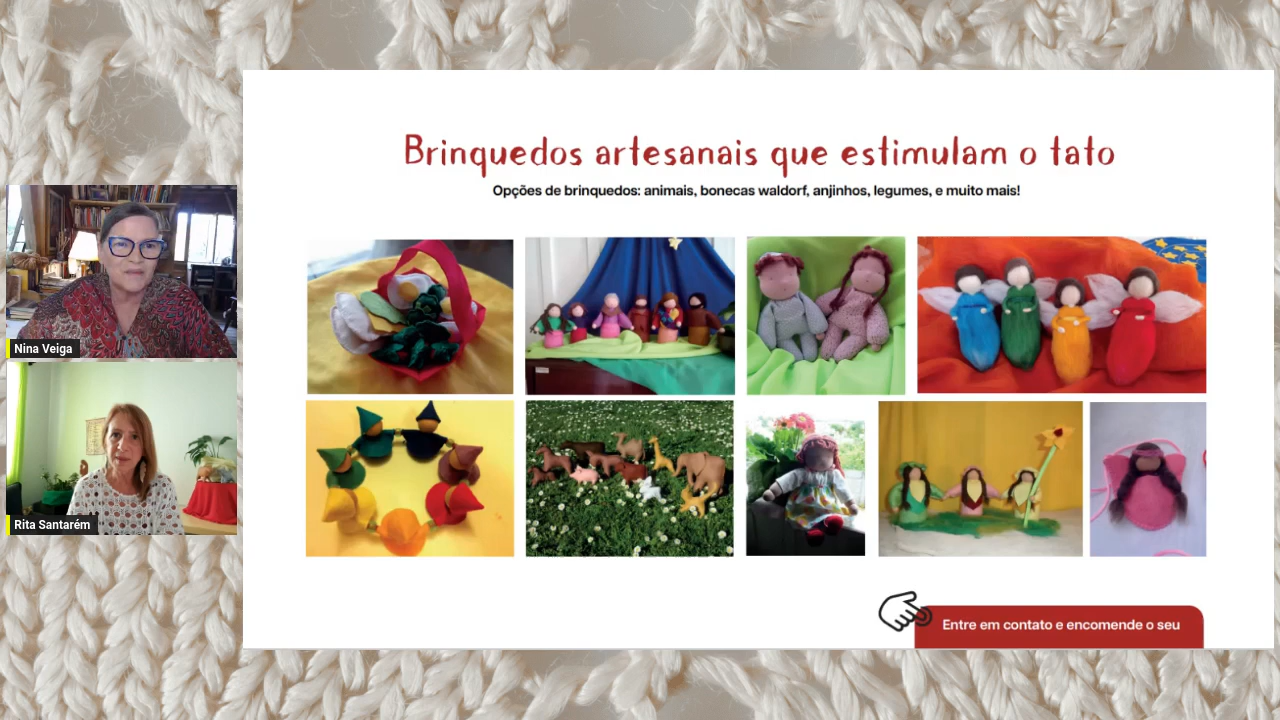 Brinquedos artesanais que estimulam o tato
Opções de brinquedos: animais, bonecas waldorf, anjinhos, legumes, e muito mais!
Nina Veiga
Rita Santarém
Entre em contato e encomende o seu